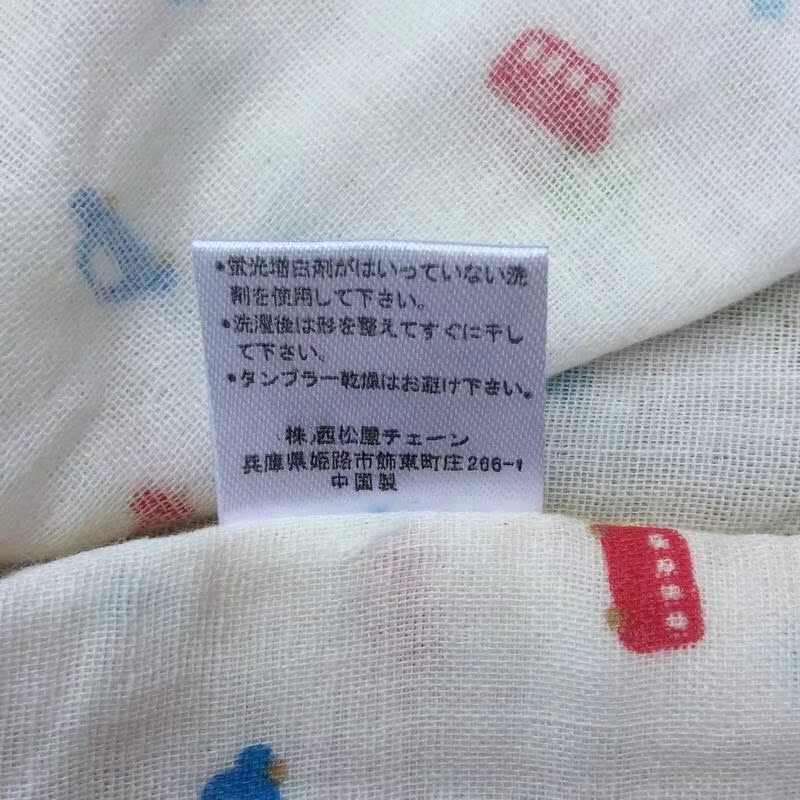 •蛍光増白剤がはいっていない洗
剤を使用して下さい。
•洗濯後は形を整えてすぐに干し
て下さい。
•タンブラー乾燥はお避け下さい。
株)西松屋チェーン
兵庫県姫路市飾東町庄266-1
中国製